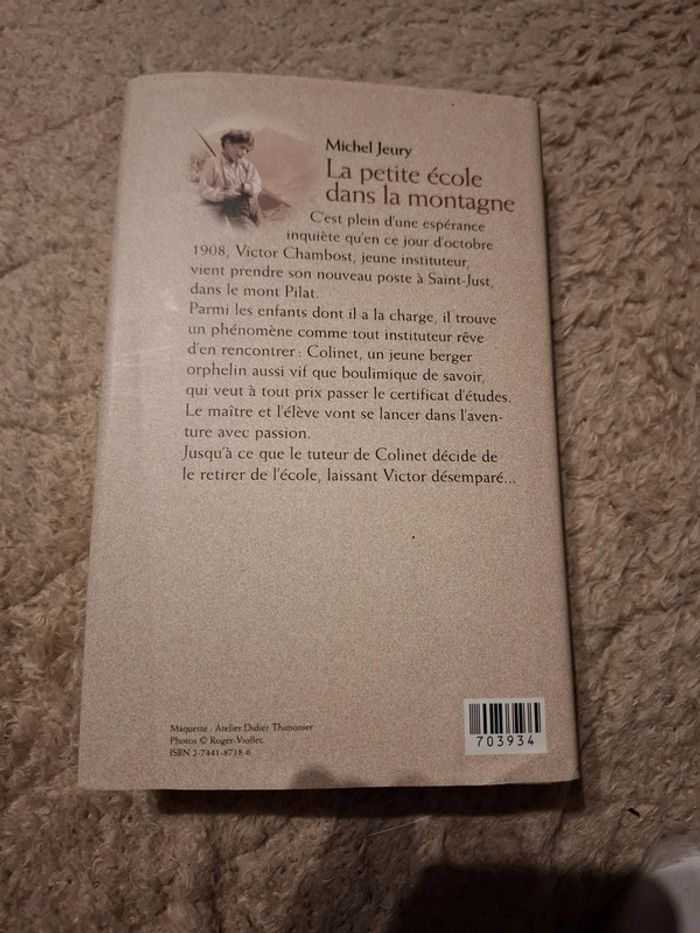 Michel Jeury
La petite école
dans la montagne
C'est plein d'une espérance
inquiète qu'en ce jour d'octobre
1908, Victor Chambost, jeune instituteur,
vient prendre son nouveau poste à Saint-Just,
dans le mont Pilat.
Parmi les enfants dont il a la charge, il trouve
un phénomène comme tout instituteur rêve
d'en rencontrer : Colinet, un jeune berger
orphelin aussi vif que boulimique de savoir,
qui veut à tout prix passer le certificat d'études.
Le maître et l'élève vont se lancer dans l'aven-
ture avec passion.
Jusqu'à ce que le tuteur de Colinet décide de
le retirer de l'école, laissant Victor désemparé...
Maquette : Atelier Didier Thimonier
Photos © Roger-Viollet.
ISBN 2-7441-8718-6
703934